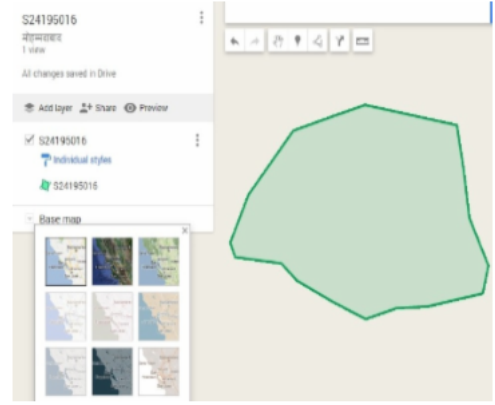 S24195016
मोहम्मदाबाद
1 view
All changes saved in Drive
Add layer Share Preview
S24195016
Individual styles
S24195016
Base map